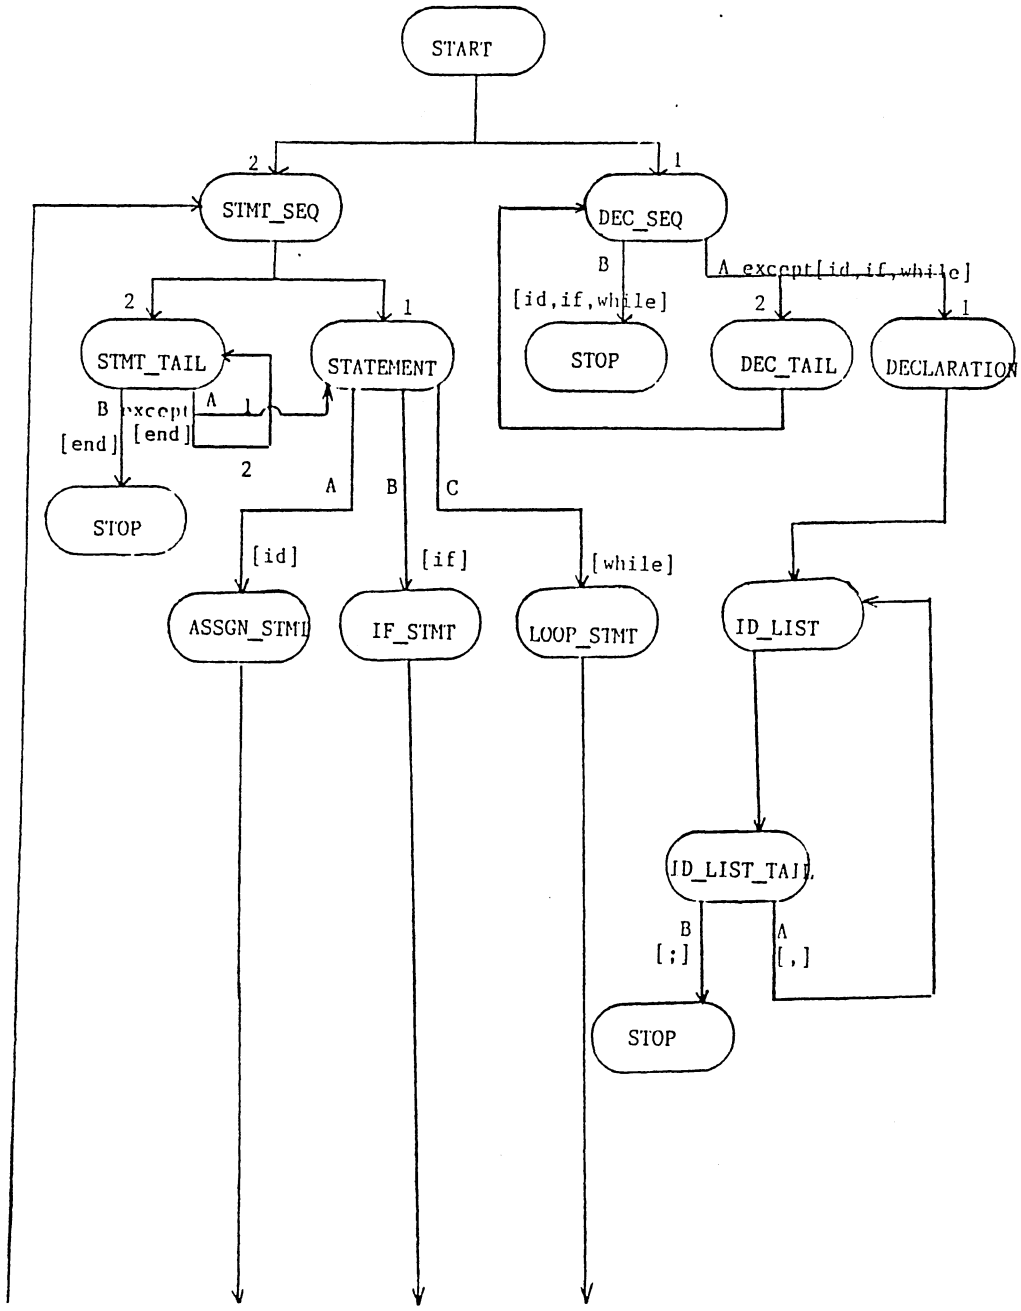 START
2
1
STMT_SEQ
DEC_SEQ
B
A except[id,if,while]
[id,if,while]
2
1
2
1
STMT_TAIL
STATEMENT
STOP
DEC_TAIL
DECLARATION
B
except
A
1
[end]
[end]
2
A
B
C
STOP
[id]
[if]
[while]
ASSGN_STMT
IF_STMT
LOOP_STMT
ID_LIST
ID_LIST_TAIL
B
A
[;]
[,]
STOP